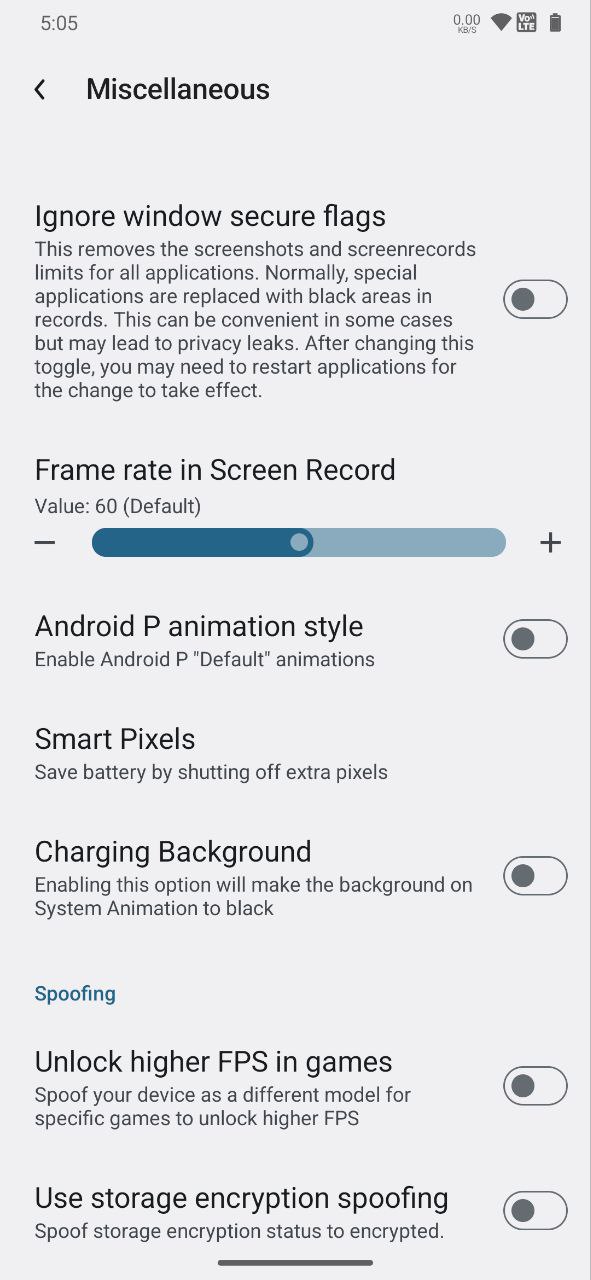 5:05
0.00
KB/S
Vo
LTE
Miscellaneous
Ignore window secure flags
This removes the screenshots and screenrecords
limits for all applications. Normally, special
applications are replaced with black areas in
records. This can be convenient in some cases
but may lead to privacy leaks. After changing this
toggle, you may need to restart applications for
the change to take effect.
Frame rate in Screen Record
Value: 60 (Default)
Android P animation style
Enable Android P "Default" animations
Smart Pixels
Save battery by shutting off extra pixels
Charging Background
Enabling this option will make the background on
System Animation to black
Spoofing
Unlock higher FPS in games
Spoof your device as a different model for
specific games to unlock higher FPS
Use storage encryption spoofing
Spoof storage encryption status to encrypted.